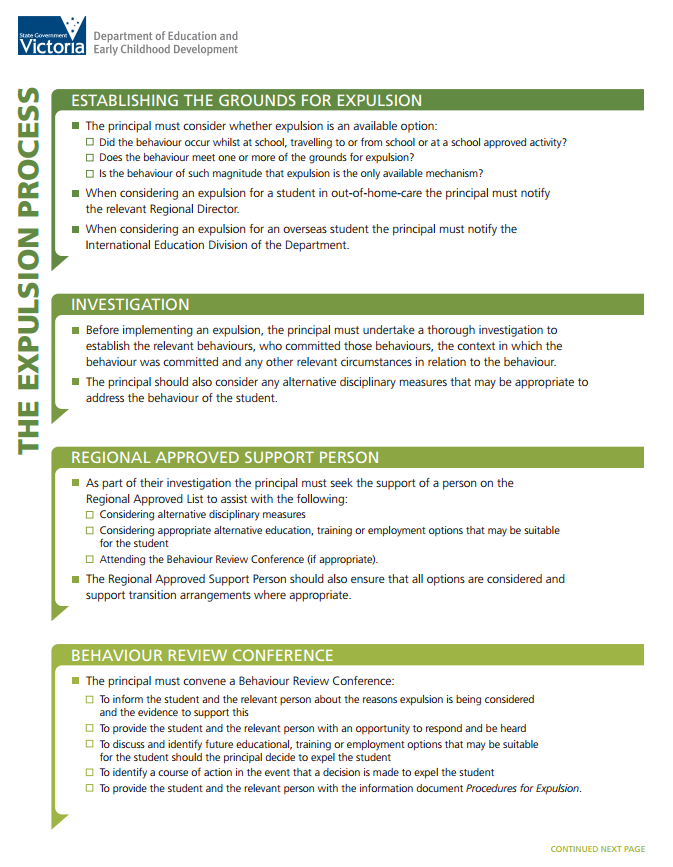 State Government
Victoria
Department of Education and
Early Childhood Development
THE EXPULSION PROCESS
ESTABLISHING THE GROUNDS FOR EXPULSION
The principal must consider whether expulsion is an available option:
Did the behaviour occur whilst at school, travelling to or from school or at a school approved activity?
Does the behaviour meet one or more of the grounds for expulsion?
Is the behaviour of such magnitude that expulsion is the only available mechanism?
When considering an expulsion for a student in out-of-home-care the principal must notify
the relevant Regional Director.
When considering an expulsion for an overseas student the principal must notify the
International Education Division of the Department.
INVESTIGATION
Before implementing an expulsion, the principal must undertake a thorough investigation to
establish the relevant behaviours, who committed those behaviours, the context in which the
behaviour was committed and any other relevant circumstances in relation to the behaviour.
The principal should also consider any alternative disciplinary measures that may be appropriate to
address the behaviour of the student.
REGIONAL APPROVED SUPPORT PERSON
As part of their investigation the principal must seek the support of a person on the
Regional Approved List to assist with the following:
Considering alternative disciplinary measures
Considering appropriate alternative education, training or employment options that may be suitable
for the student
Attending the Behaviour Review Conference (if appropriate).
The Regional Approved Support Person should also ensure that all options are considered and
support transition arrangements where appropriate.
BEHAVIOUR REVIEW CONFERENCE
The principal must convene a Behaviour Review Conference:
To inform the student and the relevant person about the reasons expulsion is being considered
and the evidence to support this
To provide the student and the relevant person with an opportunity to respond and be heard
To discuss and identify future educational, training or employment options that may be suitable
for the student should the principal decide to expel the student
To identify a course of action in the event that a decision is made to expel the student
To provide the student and the relevant person with the information document Procedures for Expulsion.
CONTINUED NEXT PAGE